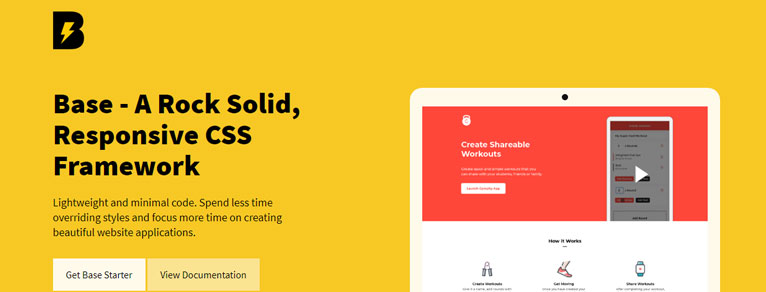 B
Base - A Rock Solid,
Responsive CSS
Framework
Lightweight and minimal code. Spend less time
overriding styles and focus more time on creating
beautiful website applications.
Get Base Starter
View Documentation
Create Shareable
Workouts
How it Works
Create Workouts
Get Moving
Share Workouts